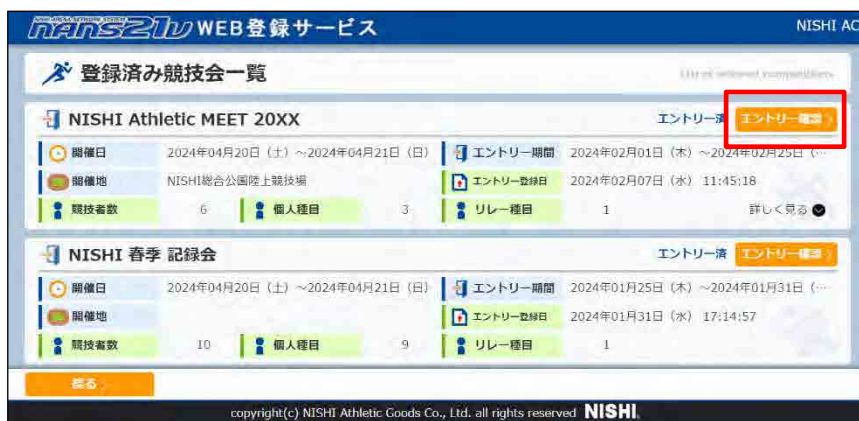 NANS21V WEB登録サービス NISHI AC
登録済み競技会一覧
NISHI Athletic MEET 20XX エントリー済 エントリー確認
開催日 2024年04月20日（土）～2024年04月21日（日） エントリー期間 2024年02月01日（木）～2024年02月25日（…
開催地 NISHI総合公園陸上競技場 エントリー登録日 2024年02月07日（水） 11:45:18
競技者数 6 個人種目 3 リレー種目 1 詳しく見る
NISHI 春季 記録会 エントリー済 エントリー確認
開催日 2024年04月20日（土）～2024年04月21日（日） エントリー期間 2024年01月25日（木）～2024年01月31日（…
開催地 エントリー登録日 2024年01月31日（水） 17:14:57
競技者数 10 個人種目 9 リレー種目 1
戻る
copyright(c) NISHI Athletic Goods Co., Ltd. all rights reserved NISHI.